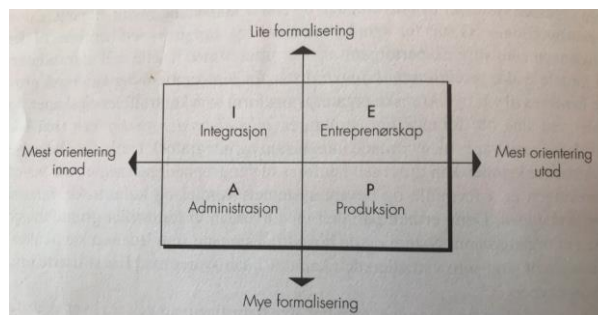 Lite formalisering
I
Integrasjon
E
Entreprenørskap
Mest orientering
innad
Mest orientering
utad
A
Administrasjon
P
Produksjon
Mye formalisering